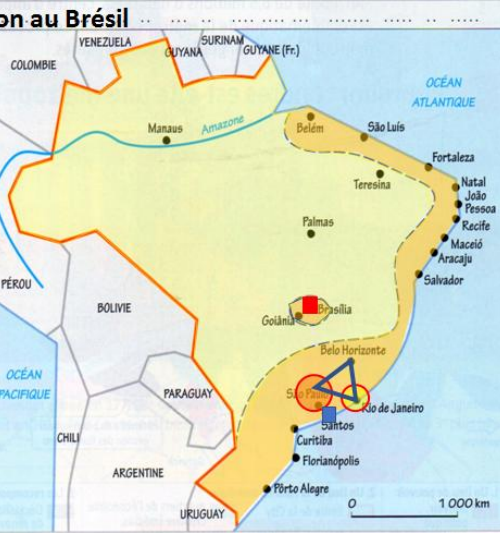 on au Brésil
VENEZUELA
SURINAM
GUYANA
GUYANE (Fr.)
COLOMBIE
OCÉAN
ATLANTIQUE
Manaus
Amazone
Belém
São Luís
Fortaleza
Teresina
Natal
João
Pessoa
Recife
Palmas
Maceió
Aracaju
Salvador
PÉROU
BOLIVIE
Brasília
Goiânia
Belo Horizonte
OCÉAN
PACIFIQUE
PARAGUAY
São Paulo
Rio de Janeiro
Santos
Curitiba
CHILI
Florianópolis
ARGENTINE
Pôrto Alegre
URUGUAY
0 1 000 km